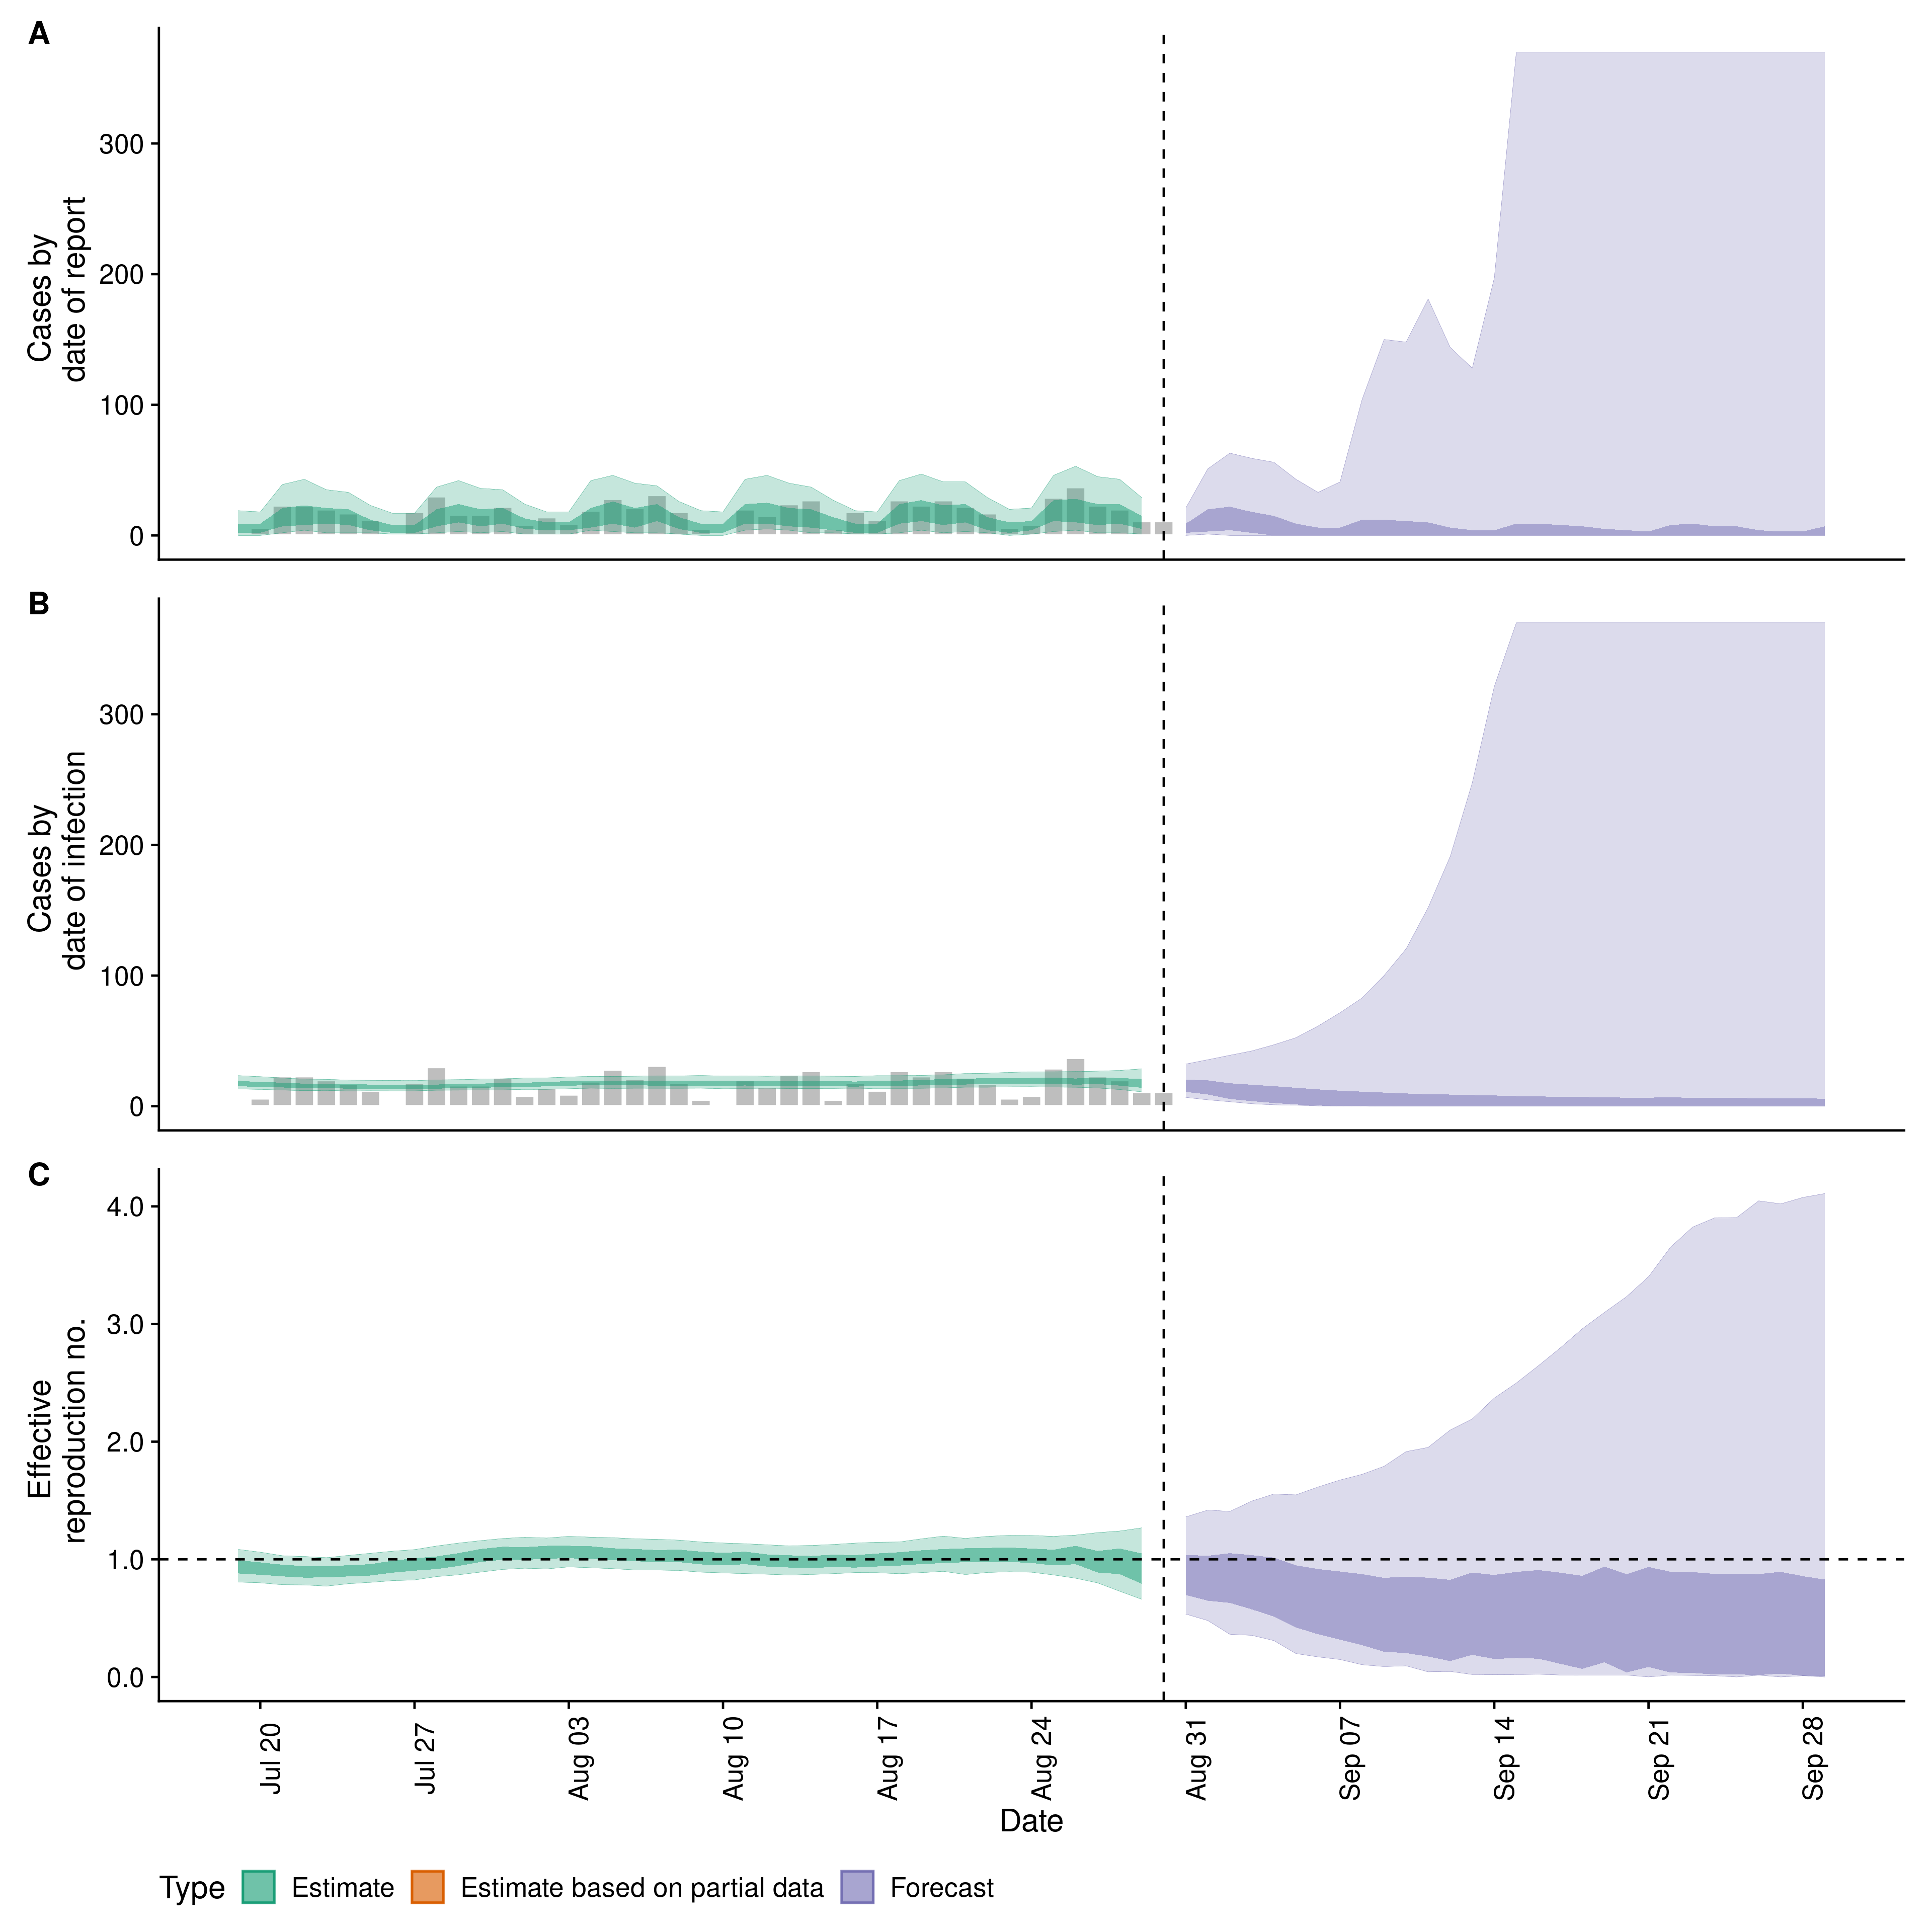 A
Cases by
date of report
300
200
100
0
B
Cases by
date of infection
300
200
100
0
C
Effective
reproduction no.
4.0
3.0
2.0
1.0
0.0
Jul 20
Jul 27
Aug 03
Aug 10
Aug 17
Aug 24
Aug 31
Sep 07
Sep 14
Sep 21
Sep 28
Date
Type Estimate Estimate based on partial data Forecast